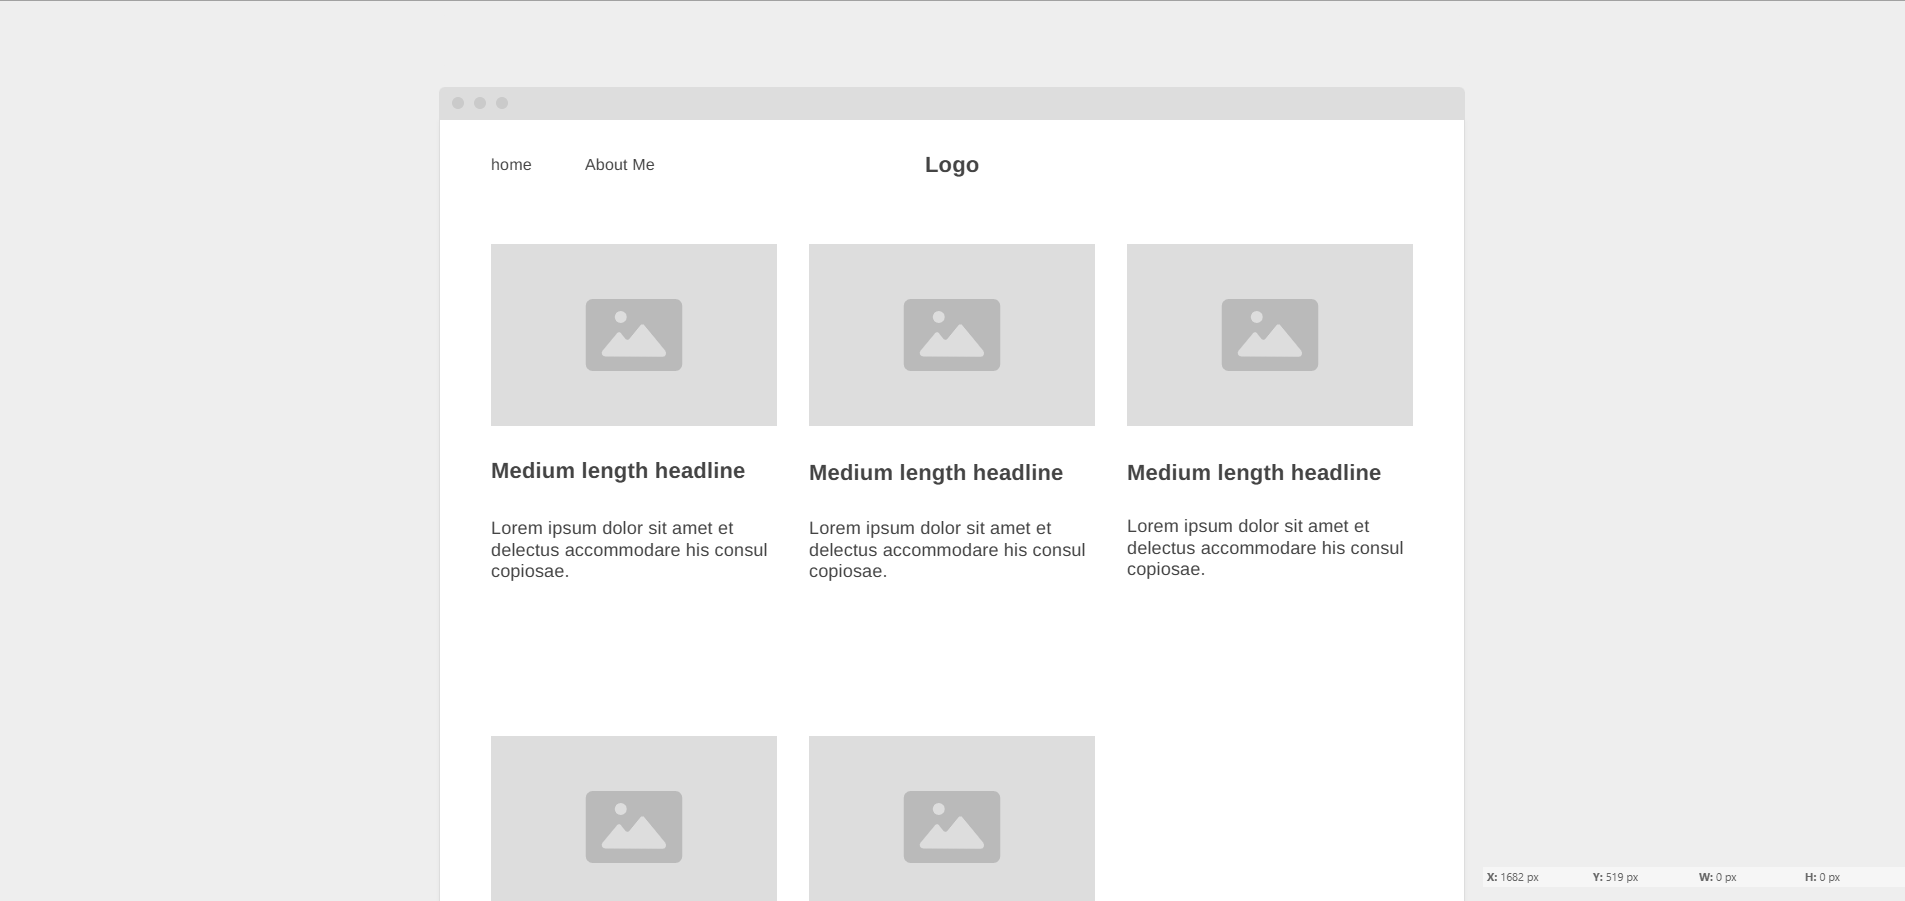 home About Me Logo
Medium length headline
Lorem ipsum dolor sit amet et
delectus accommodare his consul
copiosae.
Medium length headline
Lorem ipsum dolor sit amet et
delectus accommodare his consul
copiosae.
Medium length headline
Lorem ipsum dolor sit amet et
delectus accommodare his consul
copiosae.
X: 1682 px Y: 519 px W: 0 px H: 0 px